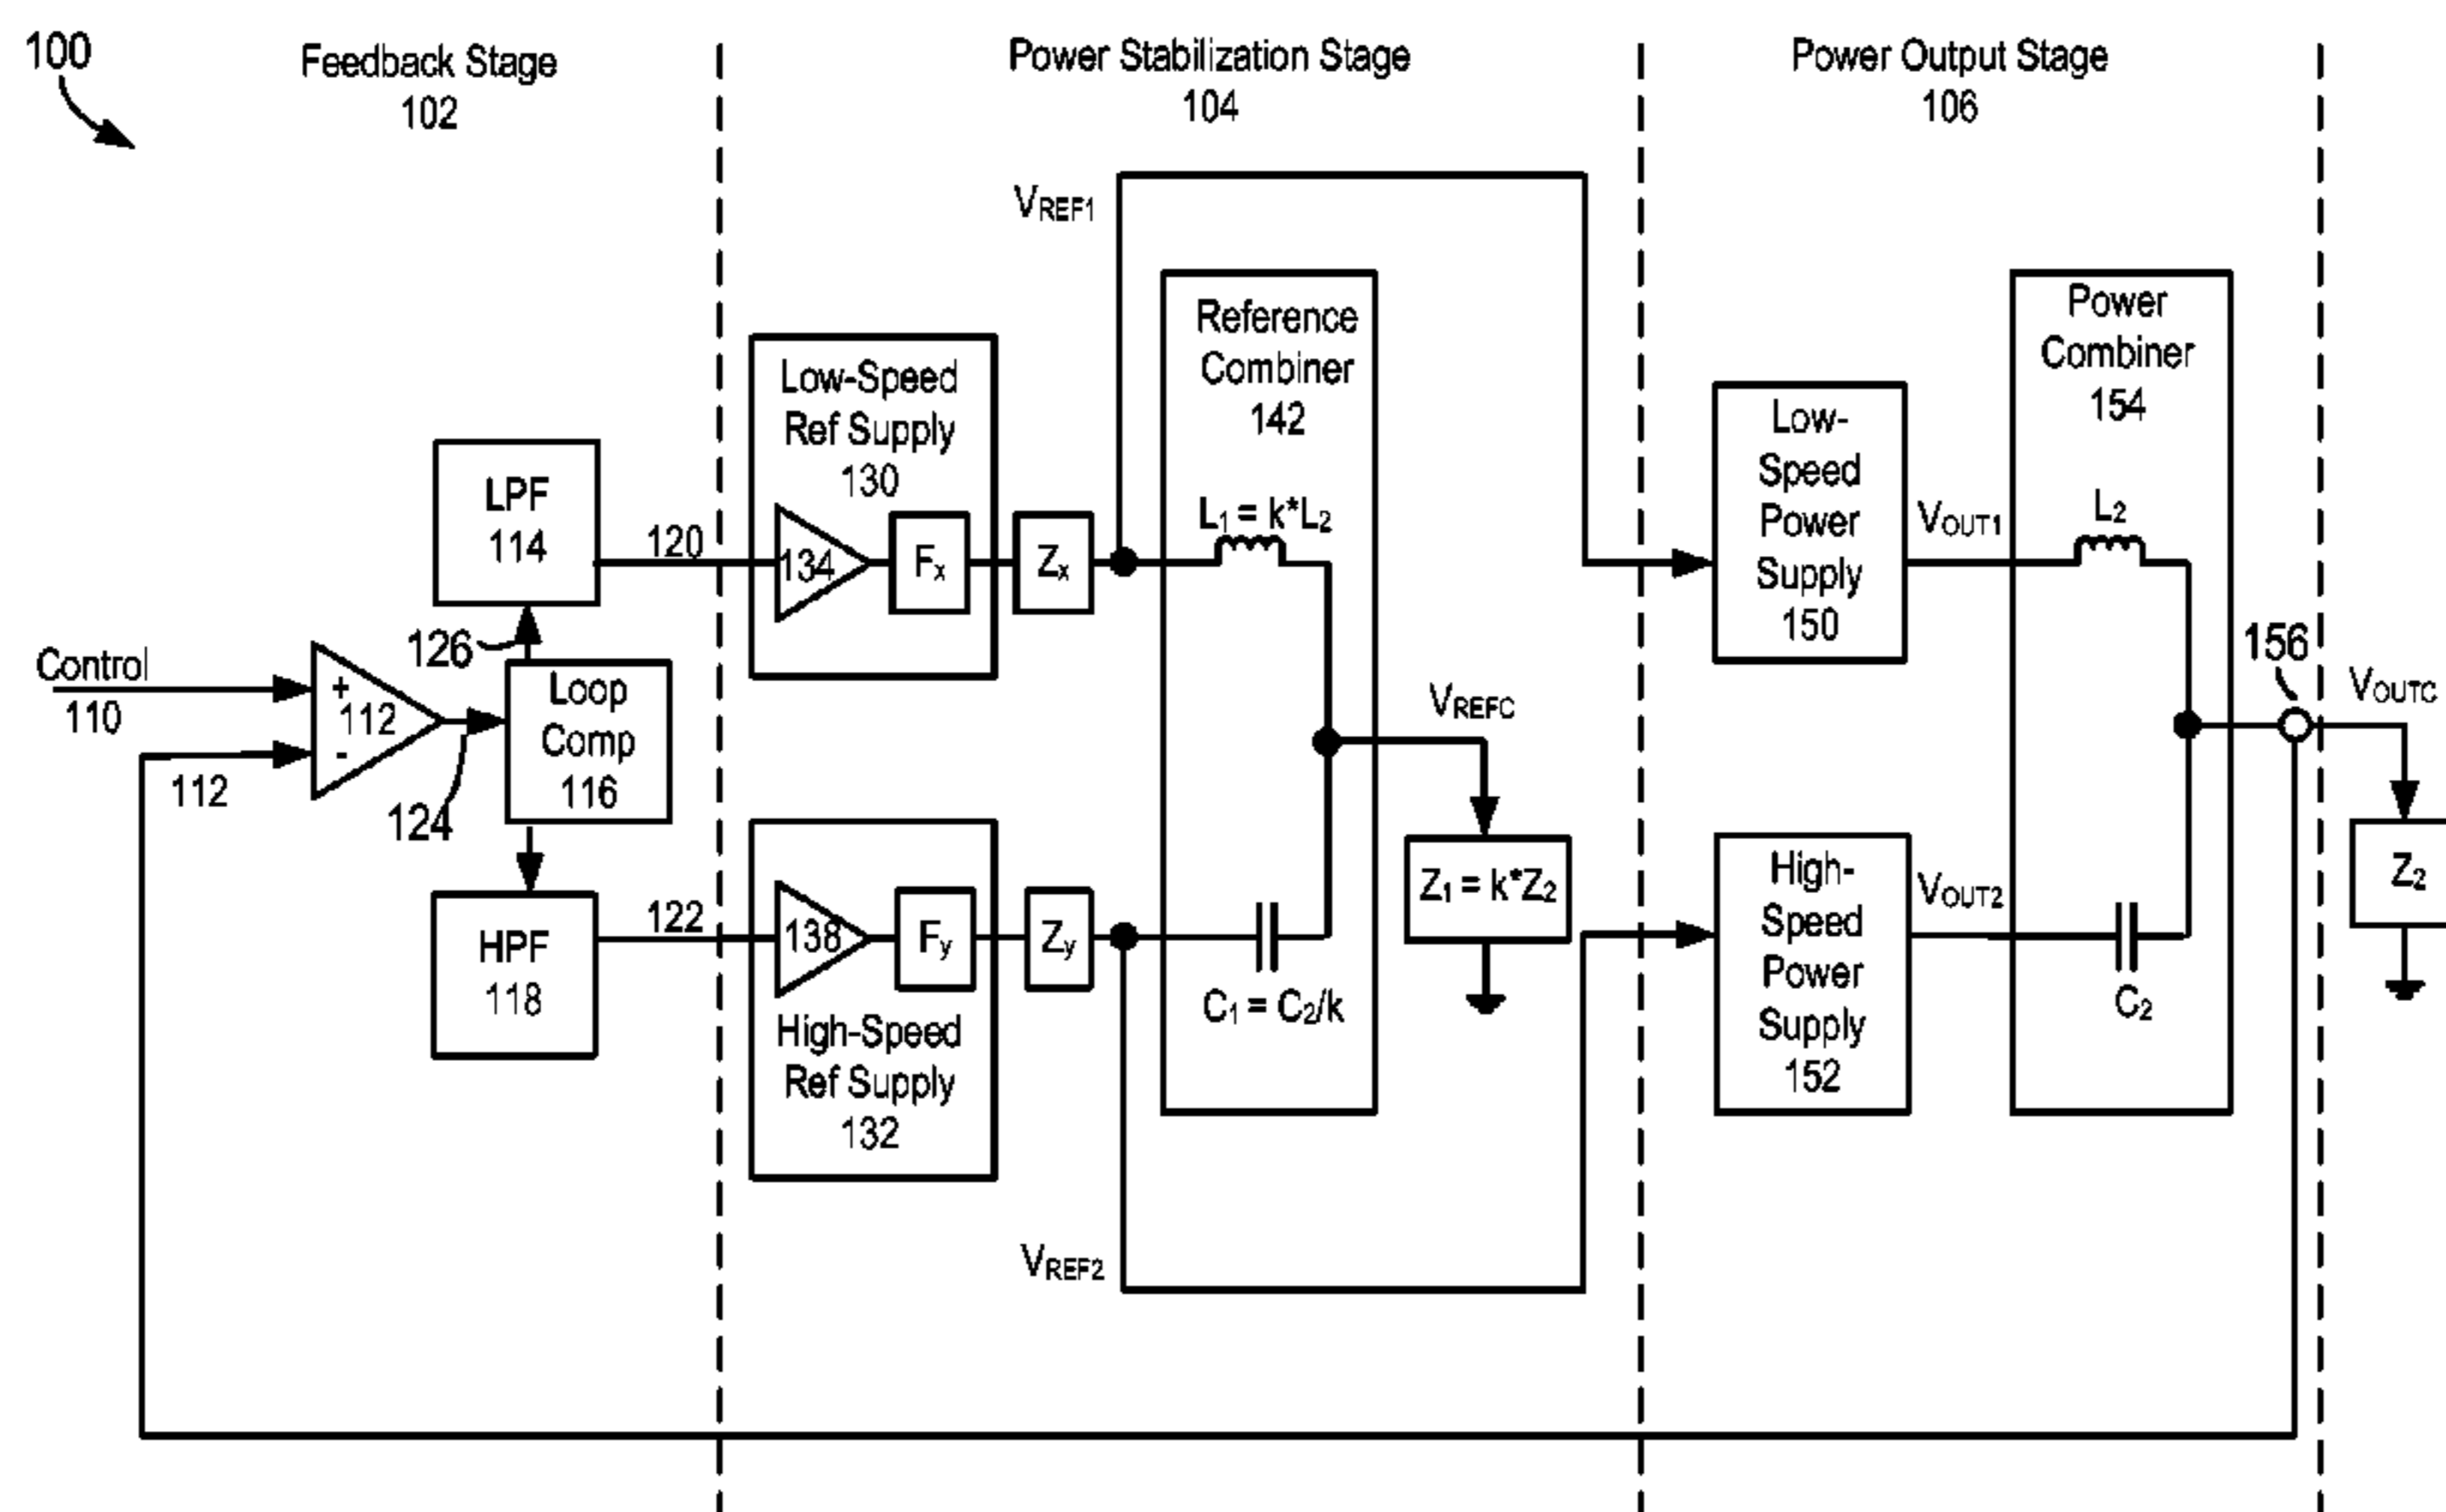 100
Feedback Stage
102
Power Stabilization Stage
104
Power Output Stage
106
VREF1
Reference
Combiner
142
L1 = k*L2
C1 = C2/k
Low-Speed
Ref Supply
130
134
Fx
Zx
LPF
114
120
126
Control
110
+
112
-
112
124
Loop
Comp
116
HPF
118
122
138
Fy
Zy
High-Speed
Ref Supply
132
VREF2
VREFC
Z1 = k*Z2
Low-
Speed
Power
Supply
150
VOUT1
High-
Speed
Power
Supply
152
VOUT2
Power
Combiner
154
L2
C2
156
VOUTC
Z2